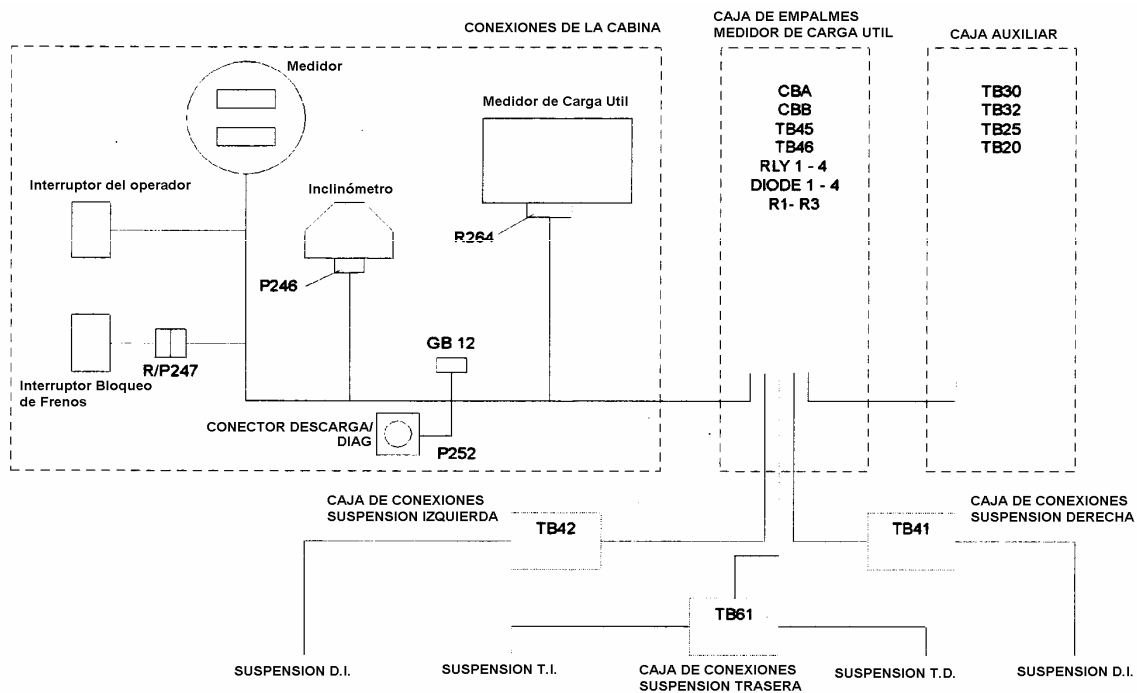 CONEXIONES DE LA CABINA
CAJA DE EMPALMES
MEDIDOR DE CARGA UTIL
CAJA AUXILIAR
Medidor
Medidor de Carga Util
Interruptor del operador
Inclinómetro
R264
P246
GB 12
R/P247
Interruptor Bloqueo
de Frenos
CONECTOR DESCARGA/
DIAG
P252
CBA
CBB
TB45
TB46
RLY 1 - 4
DIODE 1 - 4
R1- R3
TB30
TB32
TB25
TB20
CAJA DE CONEXIONES
SUSPENSION IZQUIERDA
TB42
TB41
CAJA DE CONEXIONES
SUSPENSION DERECHA
TB61
SUSPENSION D.I.
SUSPENSION T.I.
CAJA DE CONEXIONES
SUSPENSION TRASERA
SUSPENSION T.D.
SUSPENSION D.I.